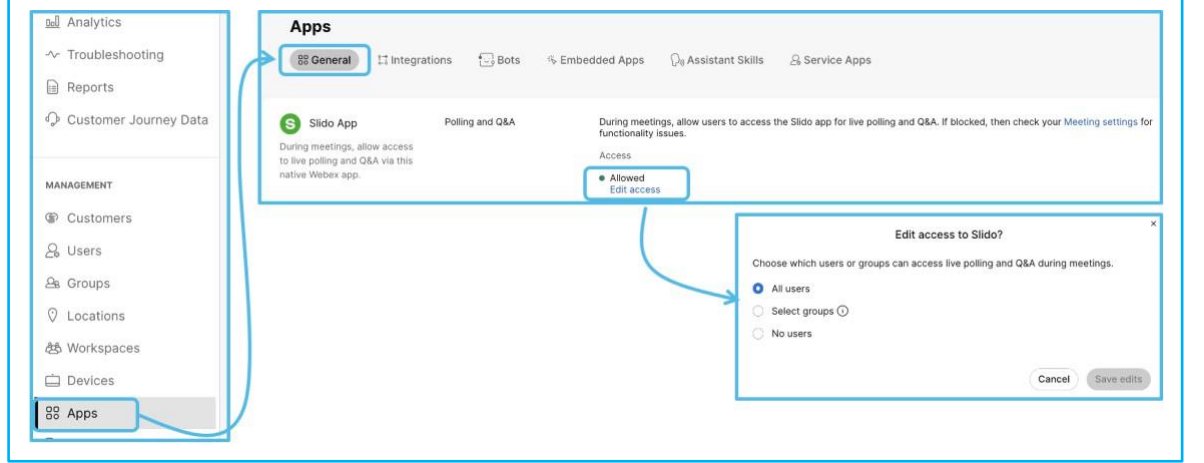 Analytics
Troubleshooting
Reports
Customer Journey Data
MANAGEMENT
Customers
Users
Groups
Locations
Workspaces
Devices
Apps
Apps
General
Integrations
Bots
Embedded Apps
Assistant Skills
Service Apps
Slido App
During meetings, allow access
to live polling and Q&A via this
native Webex app.
Polling and Q&A
During meetings, allow users to access the Slido app for live polling and Q&A. If blocked, then check your Meeting settings for
functionality issues.
Access
Allowed
Edit access
Edit access to Slido?
Choose which users or groups can access live polling and Q&A during meetings.
All users
Select groups
No users
Cancel
Save edits